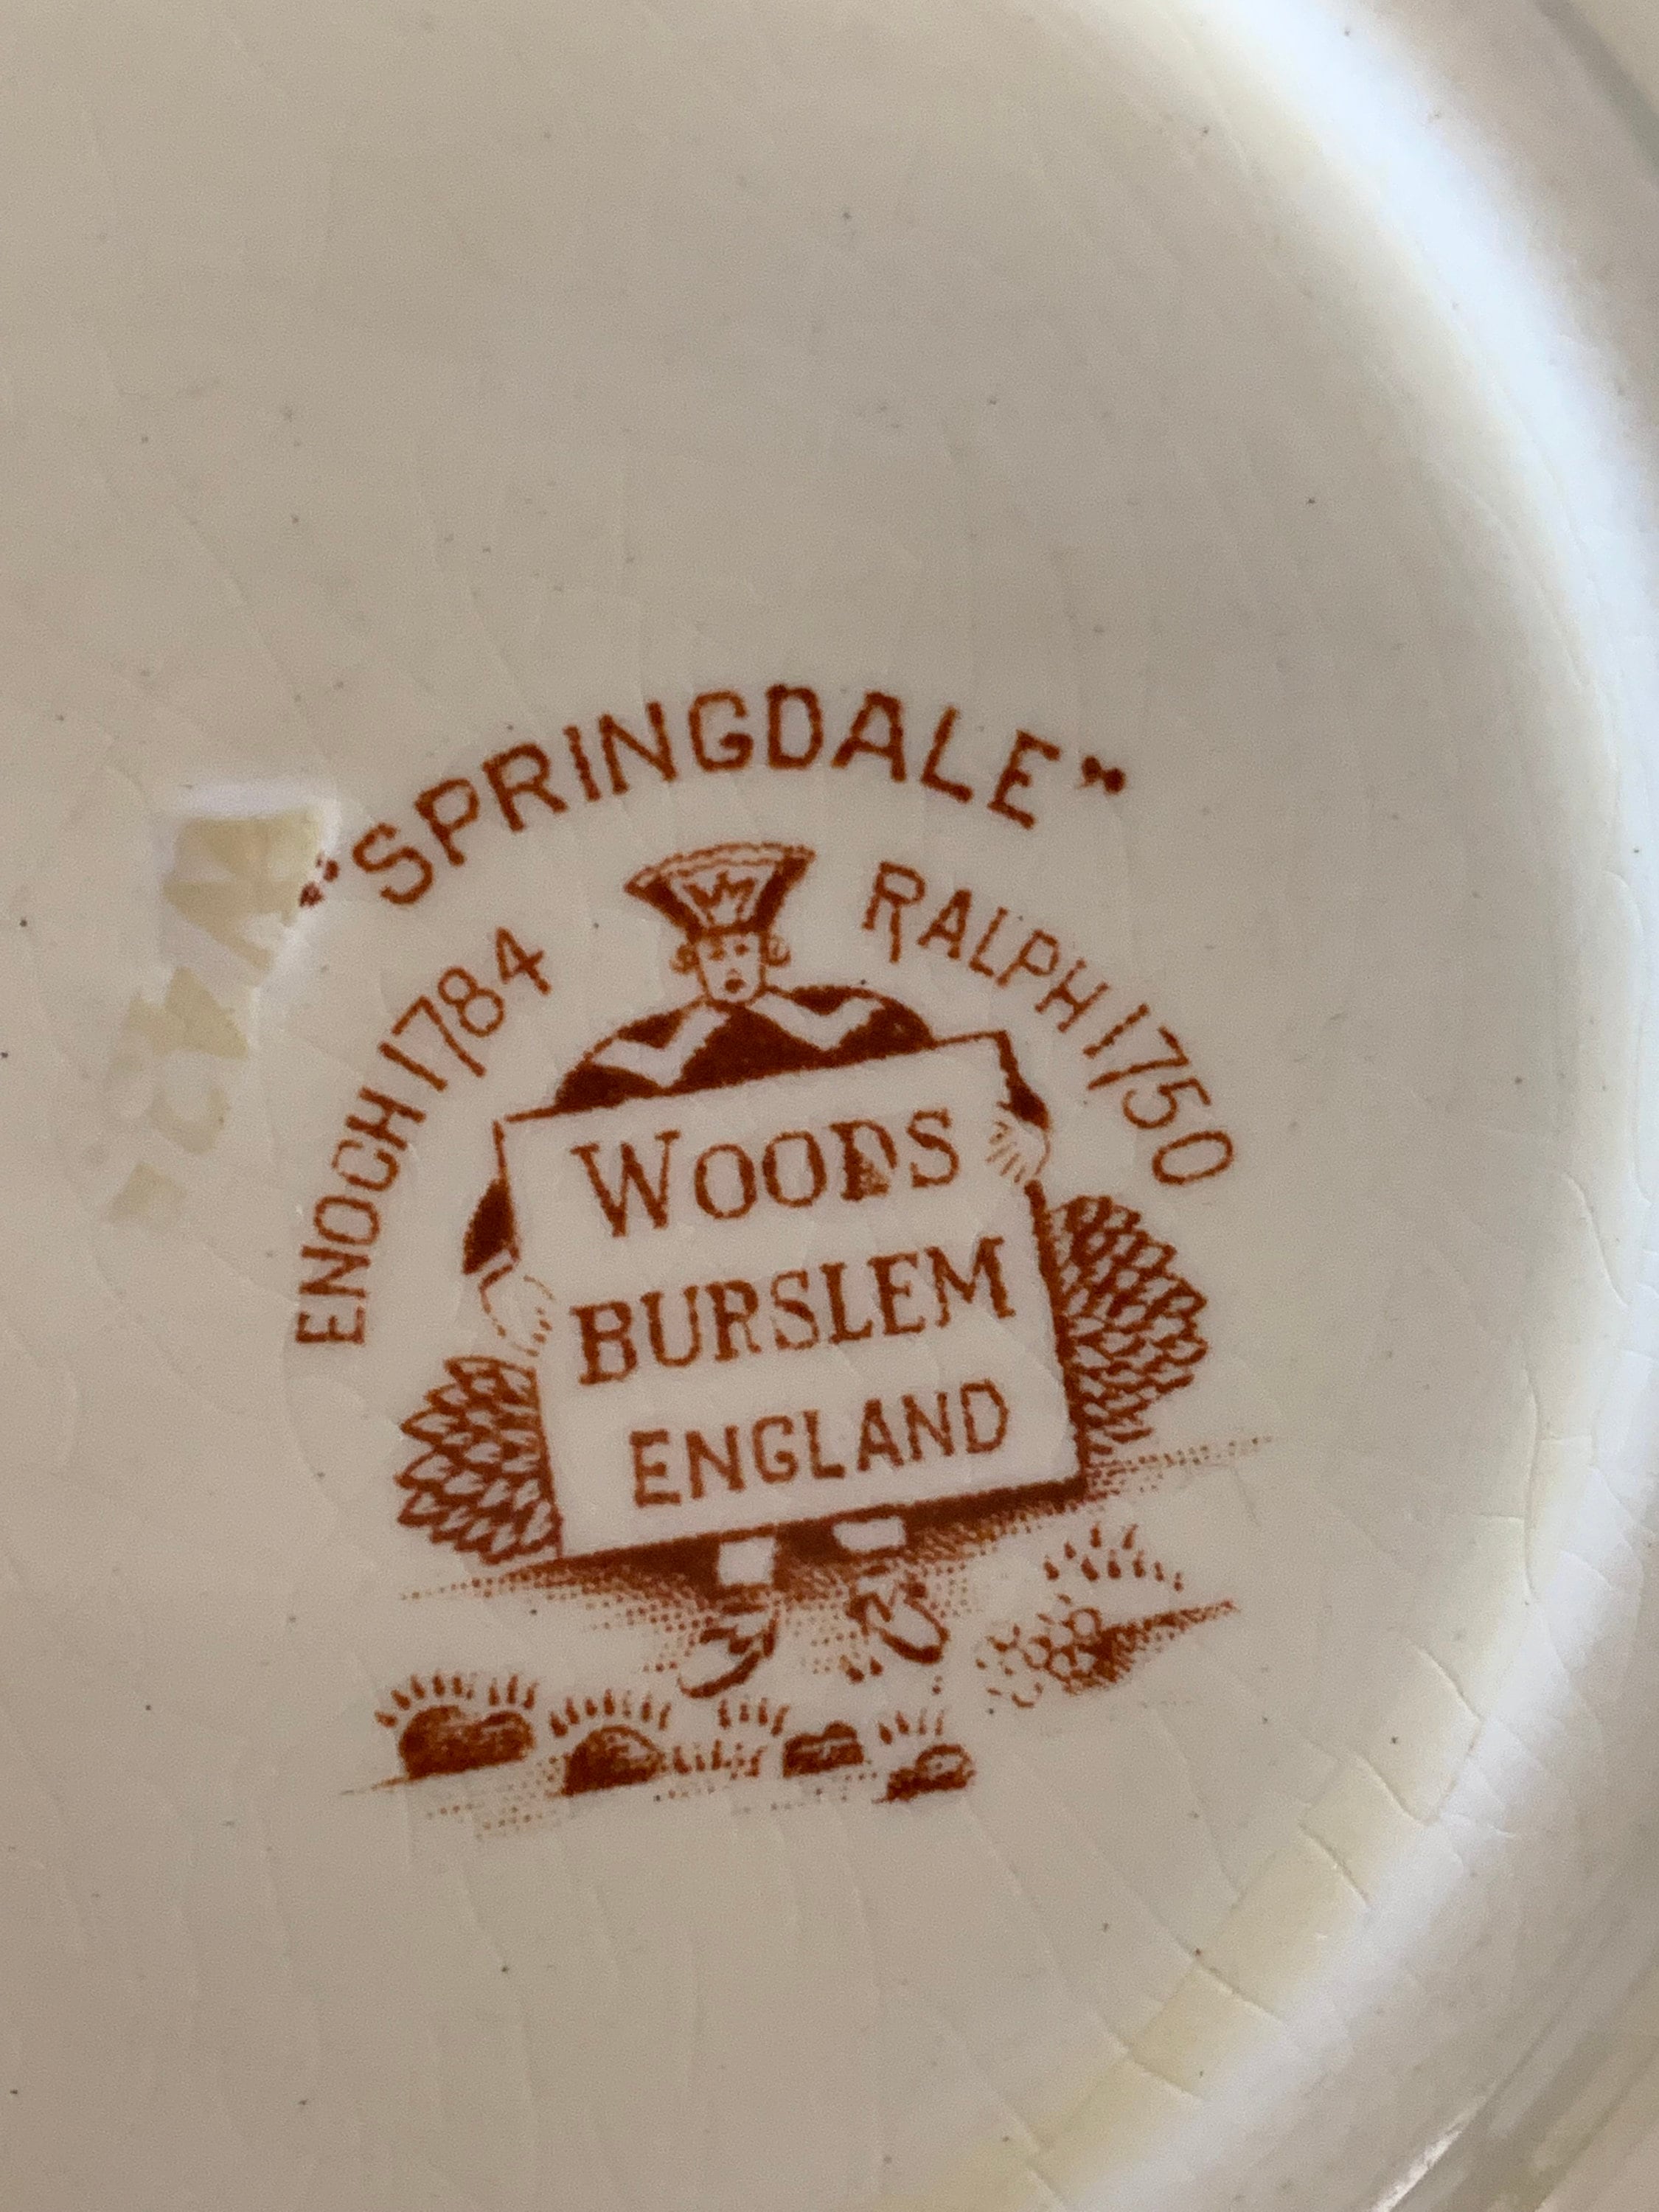 "SPRINGDALE"
ENOCH 1784
RALPH 1750
WOODS
BURSLEM
ENGLAND